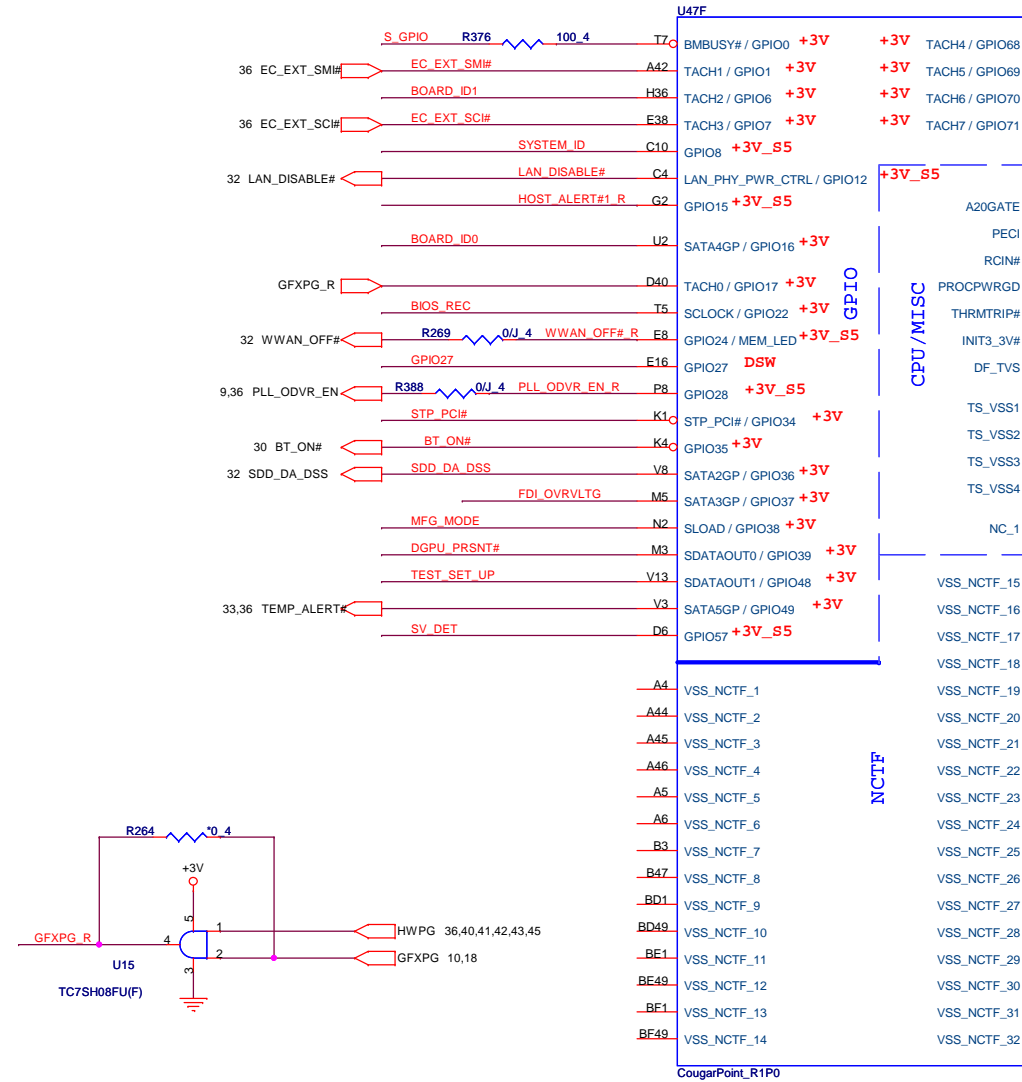 U47F
S_GPIO R376 100_4 T7 BMBUSY# / GPIO0 +3V +3V TACH4 / GPIO68
36 EC_EXT_SMI# EC_EXT_SMI# A42 TACH1 / GPIO1 +3V +3V TACH5 / GPIO69
BOARD_ID1 H36 TACH2 / GPIO6 +3V +3V TACH6 / GPIO70
36 EC_EXT_SCI# EC_EXT_SCI# E38 TACH3 / GPIO7 +3V +3V TACH7 / GPIO71
SYSTEM_ID C10 GPIO8 +3V_S5
32 LAN_DISABLE# LAN_DISABLE# C4 LAN_PHY_PWR_CTRL / GPIO12 +3V_S5
HOST_ALERT#1_R G2 GPIO15 +3V_S5 A20GATE
BOARD_ID0 U2 SATA4GP / GPIO16 +3V PECI
RCIN#
GFXPG_R D40 TACH0 / GPIO17 +3V PROCPWRGD
BIOS_REC T5 SCLOCK / GPIO22 +3V THRMTRIP#
32 WWAN_OFF# R269 0/J_4 WWAN_OFF#_R E8 GPIO24 / MEM_LED +3V_S5 INIT3_3V#
GPIO27 E16 GPIO27 DSW DF_TVS
9,36 PLL_ODVR_EN R388 0/J_4 PLL_ODVR_EN_R P8 GPIO28 +3V_S5
STP_PCI# K1 STP_PCI# / GPIO34 +3V TS_VSS1
30 BT_ON# BT_ON# K4 GPIO35 +3V TS_VSS2
32 SDD_DA_DSS SDD_DA_DSS V8 SATA2GP / GPIO36 +3V TS_VSS3
FDI_OVRVLTG M5 SATA3GP / GPIO37 +3V TS_VSS4
MFG_MODE N2 SLOAD / GPIO38 +3V NC_1
DGPU_PRSNT# M3 SDATAOUT0 / GPIO39 +3V
TEST_SET_UP V13 SDATAOUT1 / GPIO48 +3V VSS_NCTF_15
33,36 TEMP_ALERT# V3 SATA5GP / GPIO49 +3V VSS_NCTF_16
SV_DET D6 GPIO57 +3V_S5 VSS_NCTF_17
GPIO
CPU/MISC
VSS_NCTF_18
A4 VSS_NCTF_1 VSS_NCTF_19
A44 VSS_NCTF_2 VSS_NCTF_20
A45 VSS_NCTF_3 VSS_NCTF_21
A46 VSS_NCTF_4 VSS_NCTF_22
A5 VSS_NCTF_5 VSS_NCTF_23
A6 VSS_NCTF_6 VSS_NCTF_24
B3 VSS_NCTF_7 VSS_NCTF_25
B47 VSS_NCTF_8 VSS_NCTF_26
BD1 VSS_NCTF_9 VSS_NCTF_27
BD49 VSS_NCTF_10 VSS_NCTF_28
BE1 VSS_NCTF_11 VSS_NCTF_29
BE49 VSS_NCTF_12 VSS_NCTF_30
BF1 VSS_NCTF_13 VSS_NCTF_31
BF49 VSS_NCTF_14 VSS_NCTF_32
NCTF
CougarPoint_R1P0
R264 *0_4
+3V
5
1 HWPG 36,40,41,42,43,45
GFXPG_R 4
2 GFXPG 10,18
3
U15
TC7SH08FU(F)